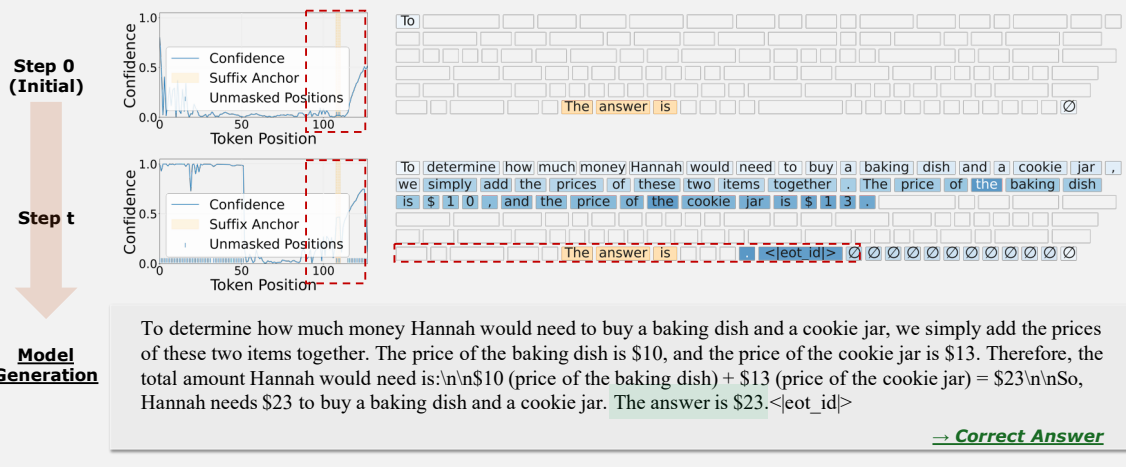 Step 0
(Initial)
Confidence
1.0
0.5
0.0
Confidence
Suffix Anchor
Unmasked Positions
0 50 100
Token Position
To
The answer is
∅
Step t
Confidence
1.0
0.5
0.0
Confidence
Suffix Anchor
Unmasked Positions
0 50 100
Token Position
To determine how much money Hannah would need to buy a baking dish and a cookie jar ,
we simply add the prices of these two items together . The price of the baking dish
is $ 1 0 , and the price of the cookie jar is $ 1 3 .
The answer is . <|eot_id|> ∅ ∅ ∅ ∅ ∅ ∅ ∅ ∅ ∅ ∅ ∅ ∅
Model
Generation
To determine how much money Hannah would need to buy a baking dish and a cookie jar, we simply add the prices
of these two items together. The price of the baking dish is $10, and the price of the cookie jar is $13. Therefore, the
total amount Hannah would need is:\n\n$10 (price of the baking dish) + $13 (price of the cookie jar) = $23\n\nSo,
Hannah needs $23 to buy a baking dish and a cookie jar. The answer is $23.<|eot_id|>
→ Correct Answer